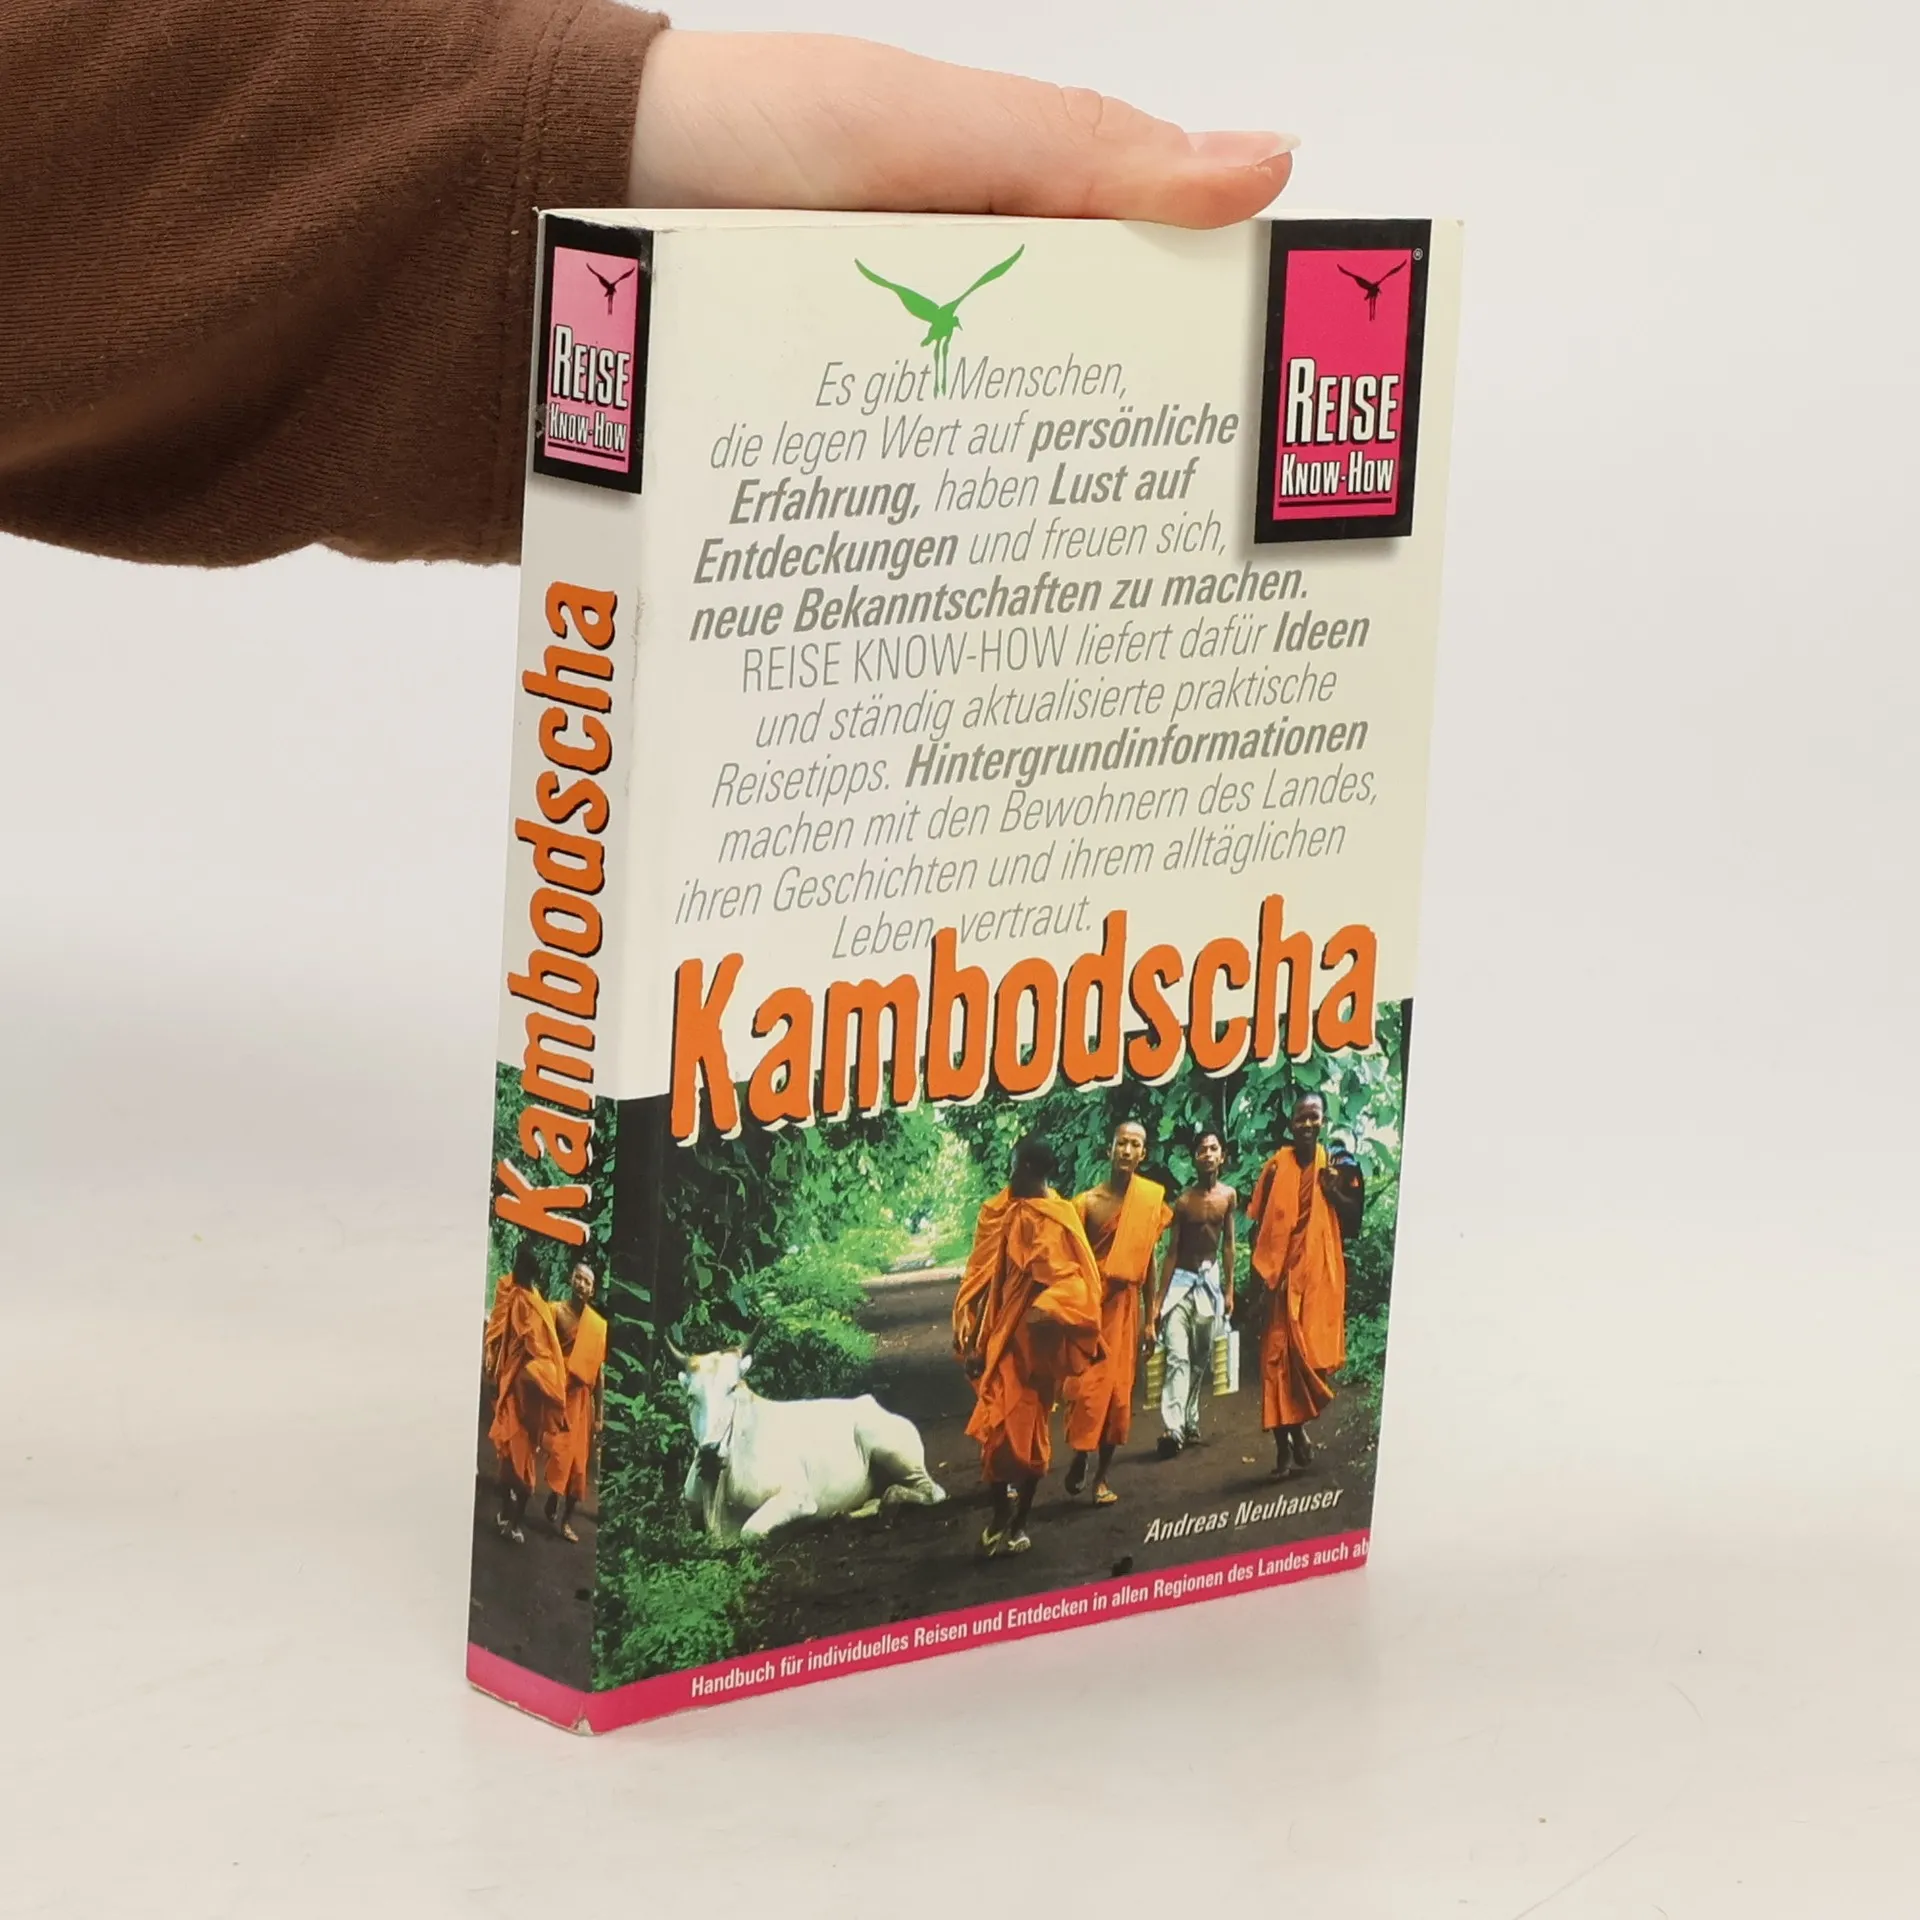 REISE
KNOW-HOW
Kambodscha
Es gibt Menschen,
die legen Wert auf persönliche
Erfahrung, haben Lust auf
Entdeckungen und freuen sich,
neue Bekanntschaften zu machen.
REISE KNOW-HOW liefert dafür Ideen
und ständig aktualisierte praktische
Reisetipps. Hintergrundinformationen
machen mit den Bewohnern des Landes,
ihren Geschichten und ihrem alltäglichen
Leben vertraut.
REISE
KNOW-HOW
®
Kambodscha
Andreas Neuhauser
Handbuch für individuelles Reisen und Entdecken in allen Regionen des Landes auch ab